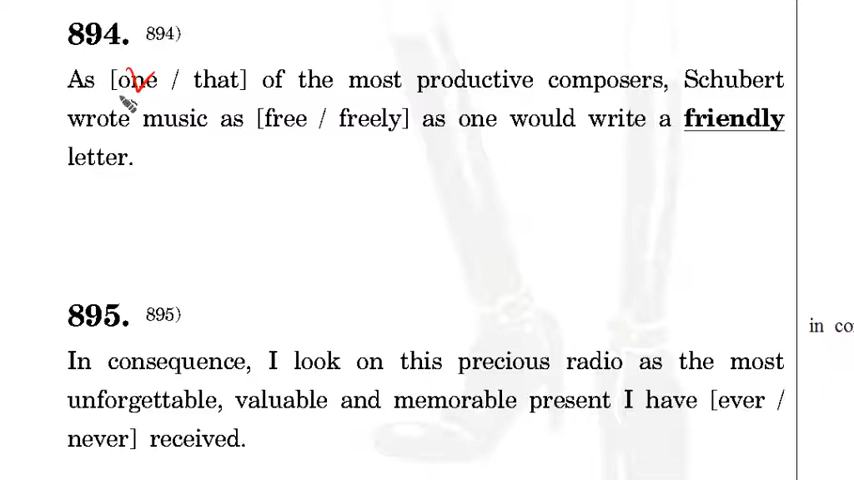 894. 894)
As [one / that] of the most productive composers, Schubert
wrote music as [free / freely] as one would write a friendly
letter.
895. 895)
In consequence, I look on this precious radio as the most
unforgettable, valuable and memorable present I have [ever /
never] received.
in